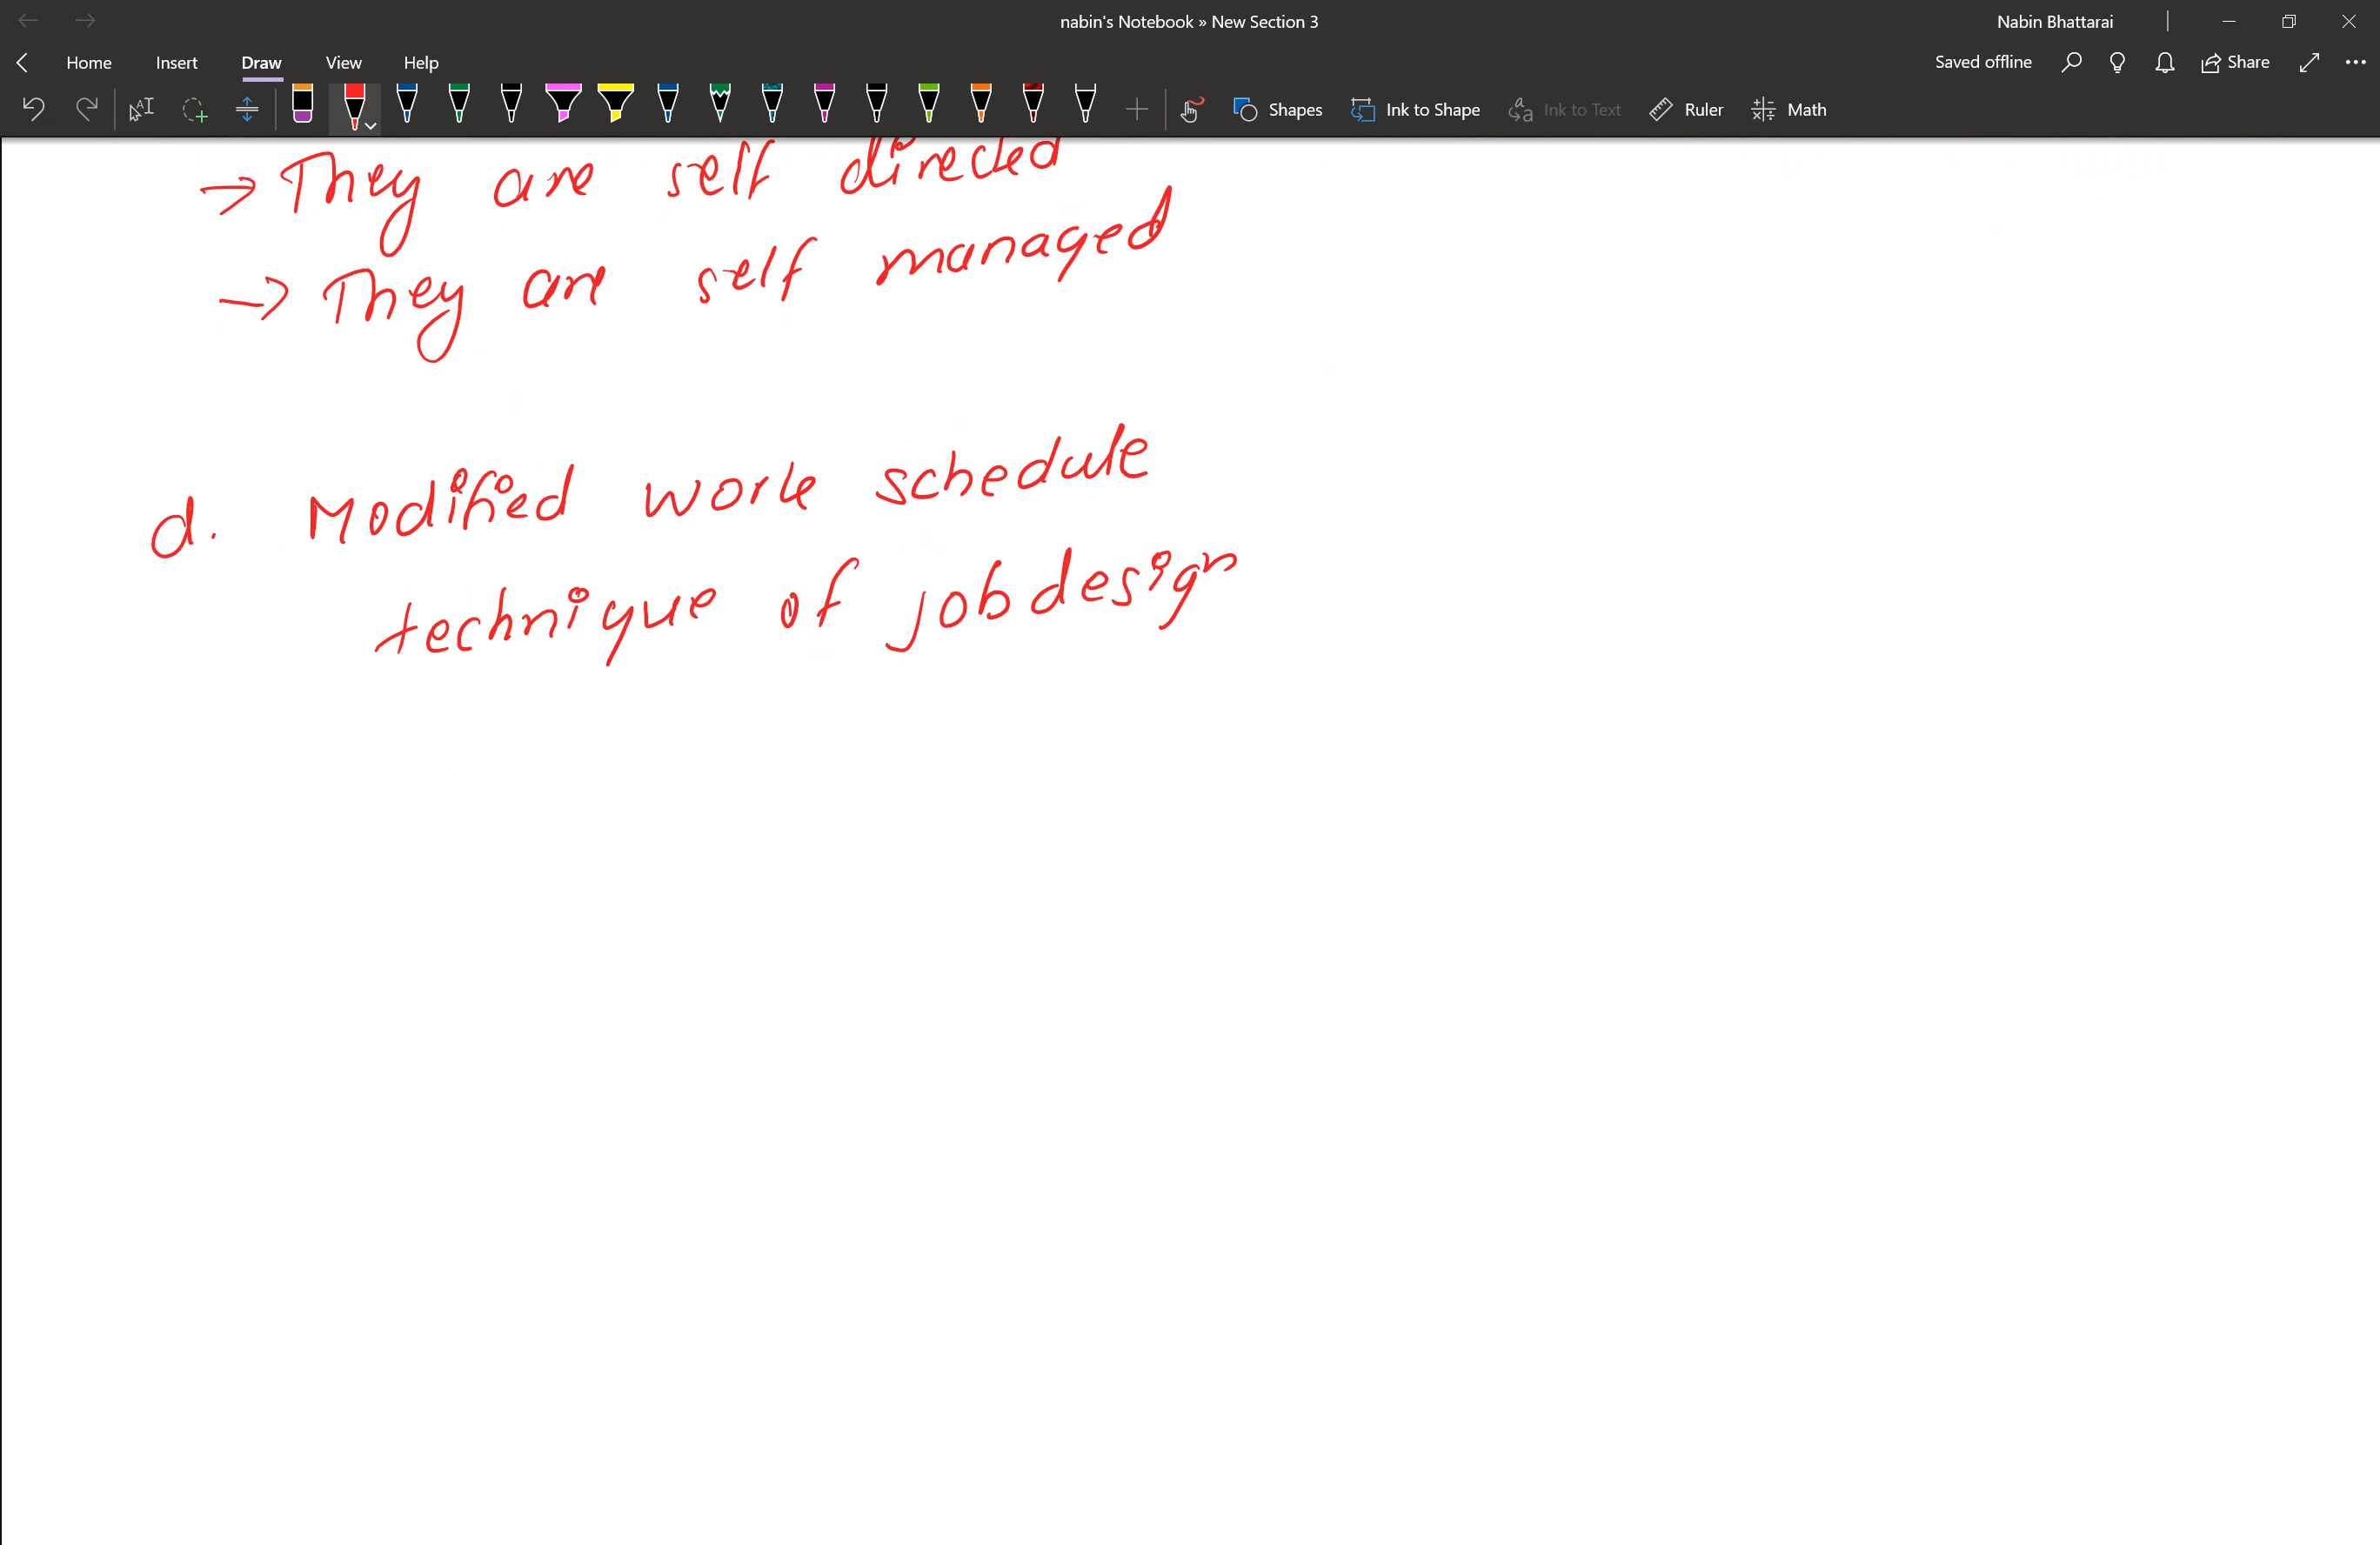 nabin's Notebook » New Section 3
Nabin Bhattarai
Home Insert Draw View Help
Saved offline
Share
Shapes
Ink to Shape
Ink to Text
Ruler
Math
→ They are self directed
→ They are self managed
d. Modified work schedule
technique of job design